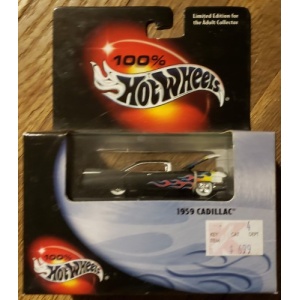 Limited Edition for the
Adult Collector
100%
Hot Wheels
1959 CADILLAC
100%
Hot Wheels